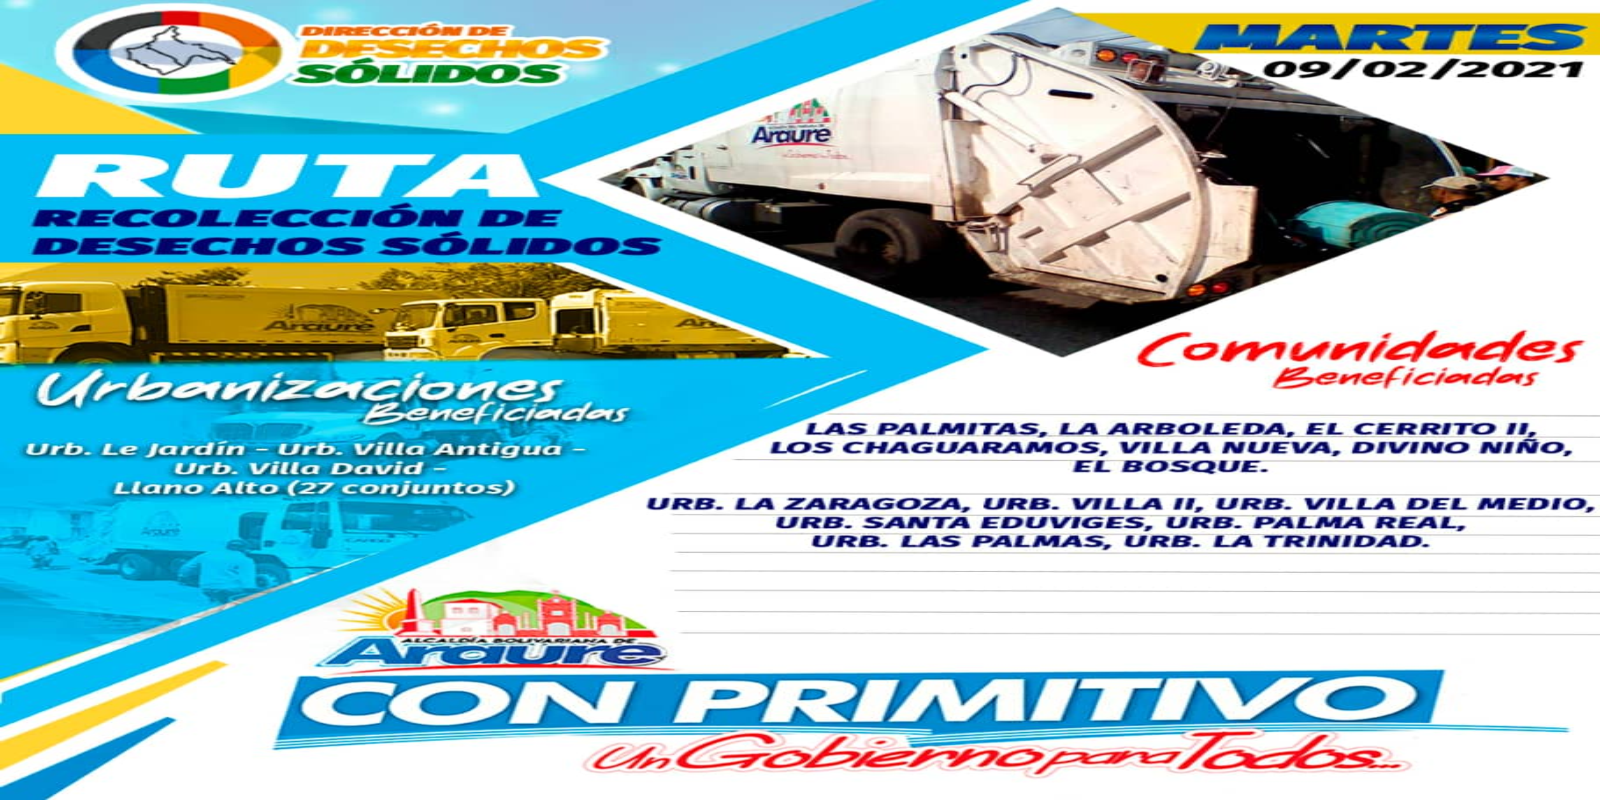 DIRECCIÓN DE
DESECHOS
SÓLIDOS
MARTES
09/02/2021
RUTA
RECOLECCIÓN DE
DESECHOS SÓLIDOS
Araure
Araure
Urbanizaciones
Beneficiadas
Urb. Le Jardín - Urb. Villa Antigua -
Urb. Villa David -
Llano Alto (27 conjuntos)
Comunidades
Beneficiadas
LAS PALMITAS, LA ARBOLEDA, EL CERRITO II,
LOS CHAGUARAMOS, VILLA NUEVA, DIVINO NIÑO,
EL BOSQUE.
URB. LA ZARAGOZA, URB. VILLA II, URB. VILLA DEL MEDIO,
URB. SANTA EDUVIGES, URB. PALMA REAL,
URB. LAS PALMAS, URB. LA TRINIDAD.
ALCALDÍA BOLIVARIANA DE
Araure
CON PRIMITIVO
Un Gobierno para Todos...